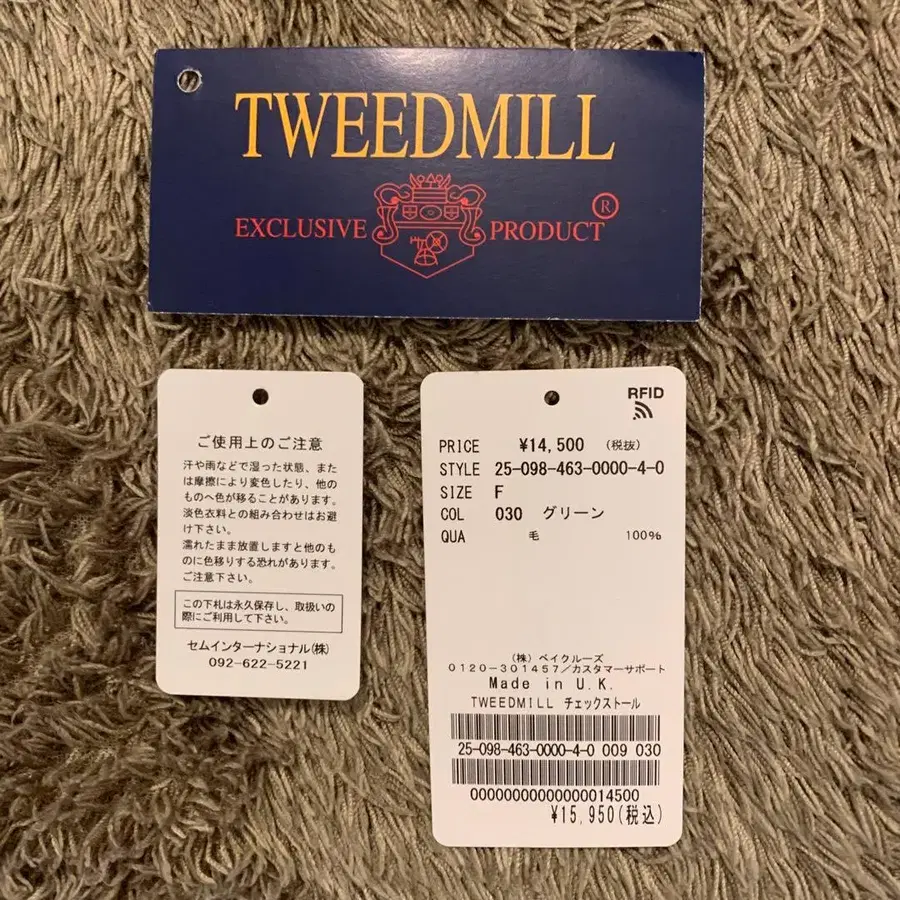 TWEEDMILL
EXCLUSIVE PRODUCT ®
ご使用上のご注意
汗や雨などで湿った状態、また
は摩擦により変色したり、他の
ものへ色が移ることがあります。
淡色衣料との組み合わせはお避
け下さい。
濡れたまま放置しますと他のも
のに色移りする恐れがあります。
ご注意下さい。
この下札は永久保存し、取扱いの
際にご利用して下さい。
セムインターナショナル(株)
092-622-5221
RFID
PRICE ¥14,500 (税抜)
STYLE 25-098-463-0000-4-0
SIZE F
COL 030 グリーン
QUA 毛 100%
(株) ベイクルーズ
0120-301457/カスタマーサポート
Made in U.K.
TWEEDMILL チェックストール
25-098-463-0000-4-0 009 030
00000000000000014500
¥15,950(税込)